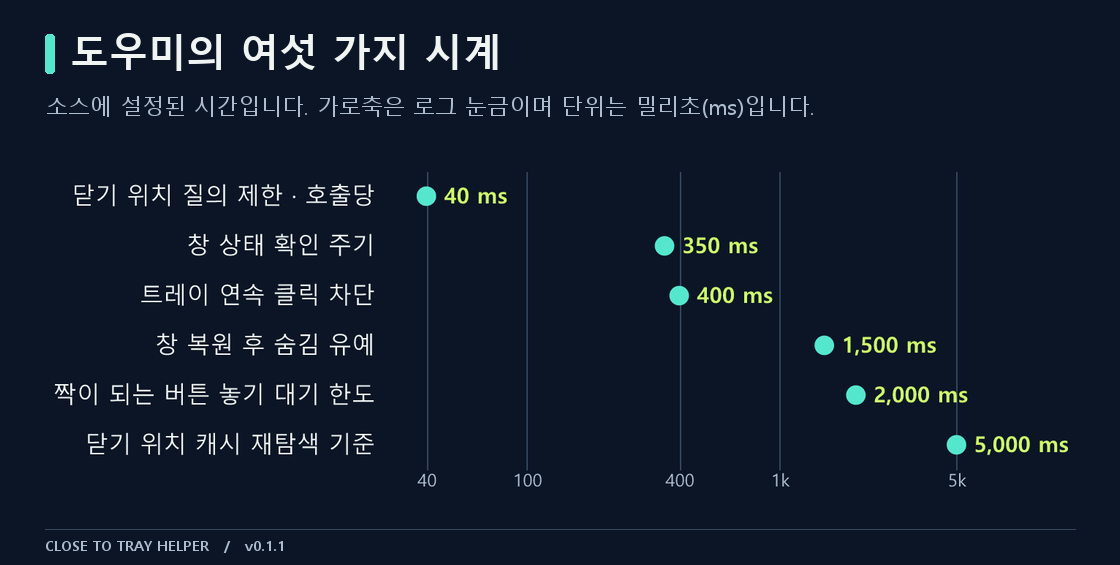 도우미의 여섯 가지 시계
소스에 설정된 시간입니다. 가로축은 로그 눈금이며 단위는 밀리초(ms)입니다.
닫기 위치 질의 제한 · 호출당 40 ms
창 상태 확인 주기 350 ms
트레이 연속 클릭 차단 400 ms
창 복원 후 숨김 유예 1,500 ms
짝이 되는 버튼 놓기 대기 한도 2,000 ms
닫기 위치 캐시 재탐색 기준 5,000 ms
40 100 400 1k 5k
CLOSE TO TRAY HELPER / v0.1.1